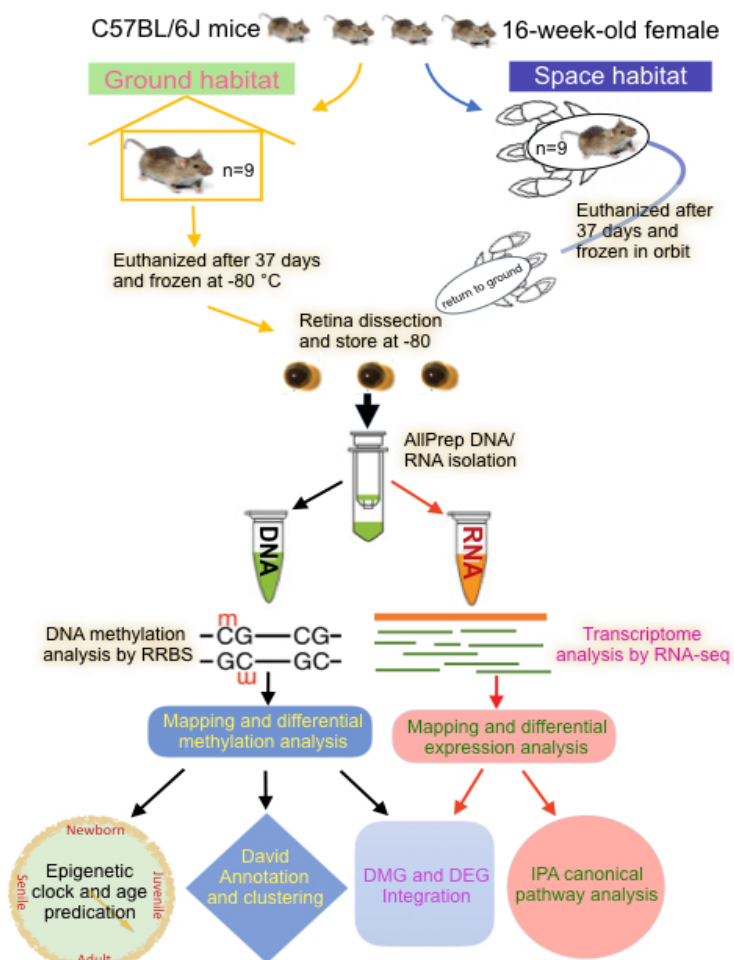 C57BL/6J mice
16-week-old female
Ground habitat
Space habitat
n=9
n=9
Euthanized after 37 days
and frozen at -80 °C
Euthanized after
37 days and
frozen in orbit
return to ground
Retina dissection
and store at -80
AllPrep DNA/
RNA isolation
DNA
RNA
m
CG
CG
GC
GC
m
DNA methylation
analysis by RRBS
Transcriptome
analysis by RNA-seq
Mapping and differential
methylation analysis
Mapping and differential
expression analysis
Newborn
Juvenile
Adult
Senile
Epigenetic
clock and age
predication
David
Annotation
and clustering
DMG and DEG
Integration
IPA canonical
pathway analysis